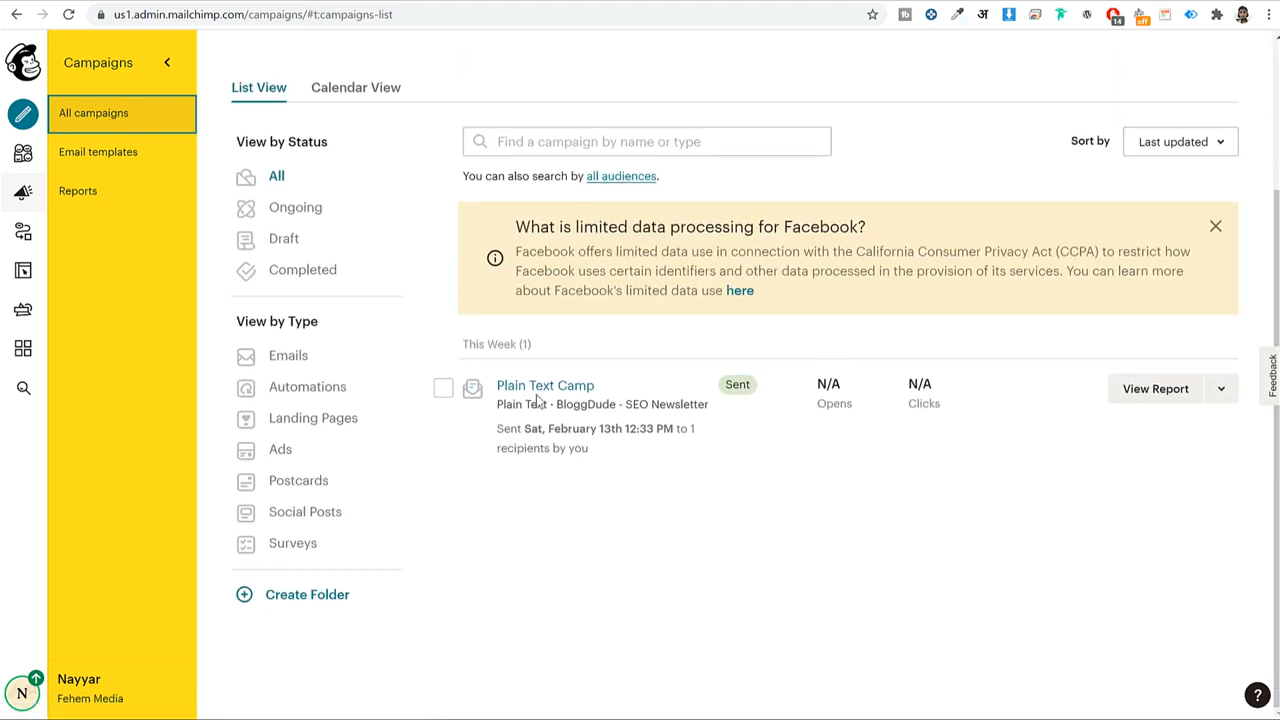 us1.admin.mailchimp.com/campaigns/#t:campaigns-list
14
off
Campaigns
All campaigns
Email templates
Reports
List View
Calendar View
View by Status
All
Ongoing
Draft
Completed
View by Type
Emails
Automations
Landing Pages
Ads
Postcards
Social Posts
Surveys
Create Folder
Find a campaign by name or type
Sort by
Last updated
You can also search by all audiences.
What is limited data processing for Facebook?
Facebook offers limited data use in connection with the California Consumer Privacy Act (CCPA) to restrict how
Facebook uses certain identifiers and other data processed in the provision of its services. You can learn more
about Facebook's limited data use here
This Week (1)
Plain Text Camp
Sent
N/A
N/A
View Report
Plain Text · BloggDude - SEO Newsletter
Opens
Clicks
Sent Sat, February 13th 12:33 PM to 1
recipients by you
Feedback
N
Nayyar
Fehem Media
?